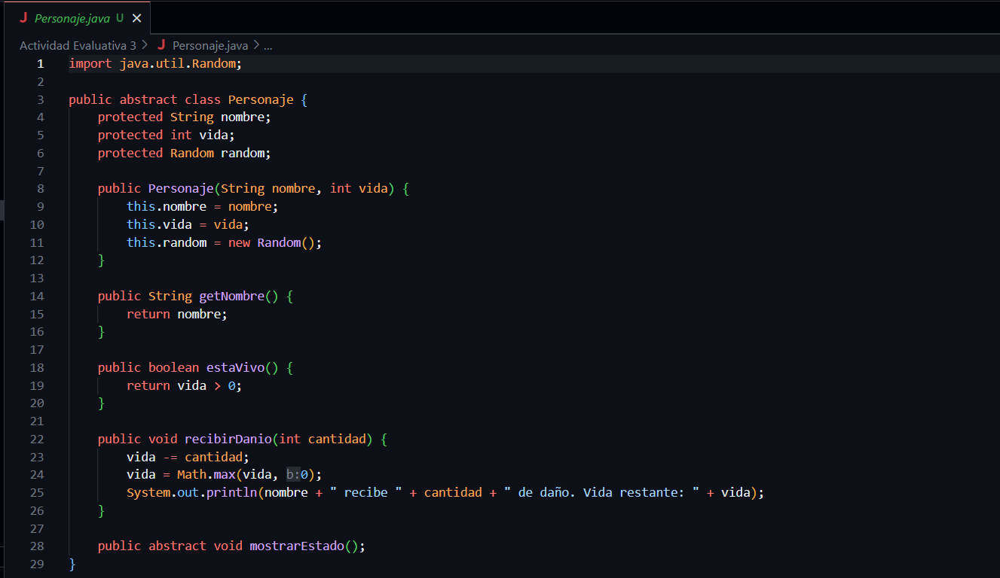 J Personaje.java U ×
Actividad Evaluativa 3 > J Personaje.java > ...
1 import java.util.Random;
2
3 public abstract class Personaje {
4     protected String nombre;
5     protected int vida;
6     protected Random random;
7
8     public Personaje(String nombre, int vida) {
9         this.nombre = nombre;
10         this.vida = vida;
11         this.random = new Random();
12     }
13
14     public String getNombre() {
15         return nombre;
16     }
17
18     public boolean estaVivo() {
19         return vida > 0;
20     }
21
22     public void recibirDanio(int cantidad) {
23         vida -= cantidad;
24         vida = Math.max(vida, b:0);
25         System.out.println(nombre + " recibe " + cantidad + " de daño. Vida restante: " + vida);
26     }
27
28     public abstract void mostrarEstado();
29 }